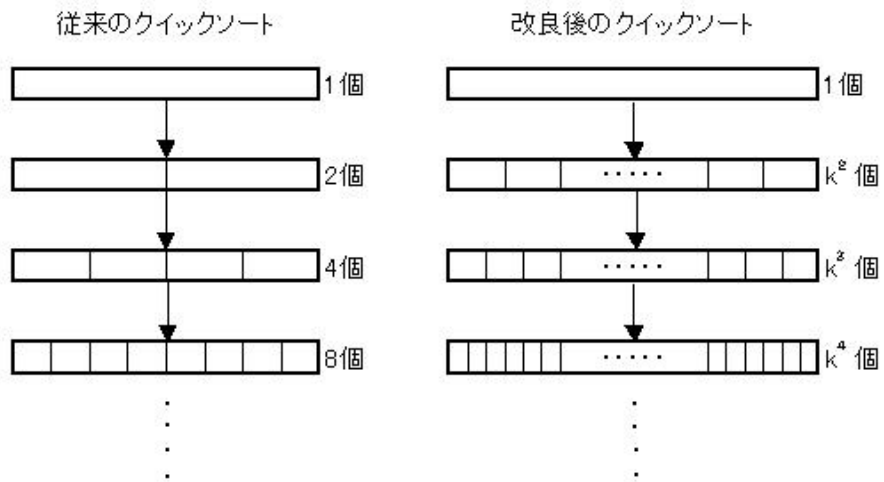 従来のクイックソート
1個
2個
4個
8個
改良後のクイックソート
1個
k² 個
k³ 個
k⁴ 個